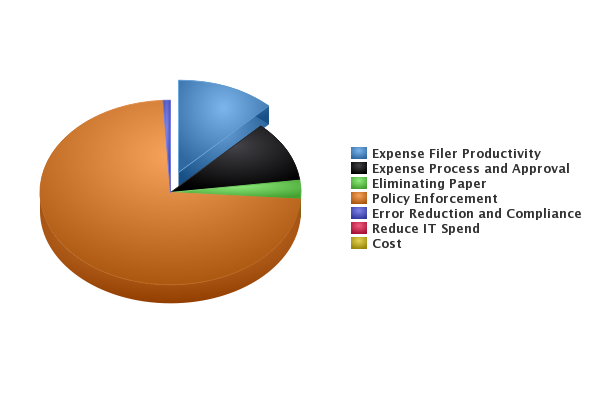 Expense Filer Productivity
Expense Process and Approval
Eliminating Paper
Policy Enforcement
Error Reduction and Compliance
Reduce IT Spend
Cost